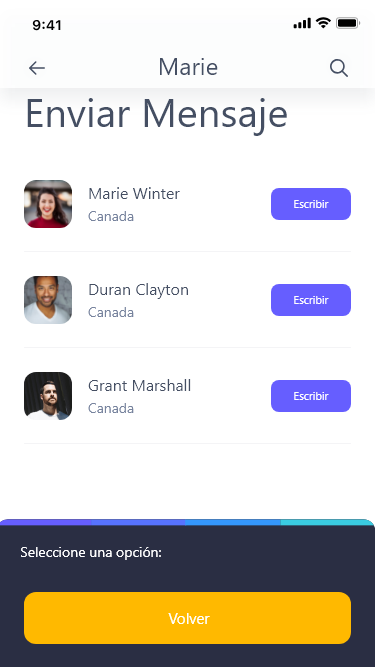 9:41
Marie
Enviar Mensaje
Marie Winter
Canada
Escribir
Duran Clayton
Canada
Escribir
Grant Marshall
Canada
Escribir
Seleccione una opción:
Volver